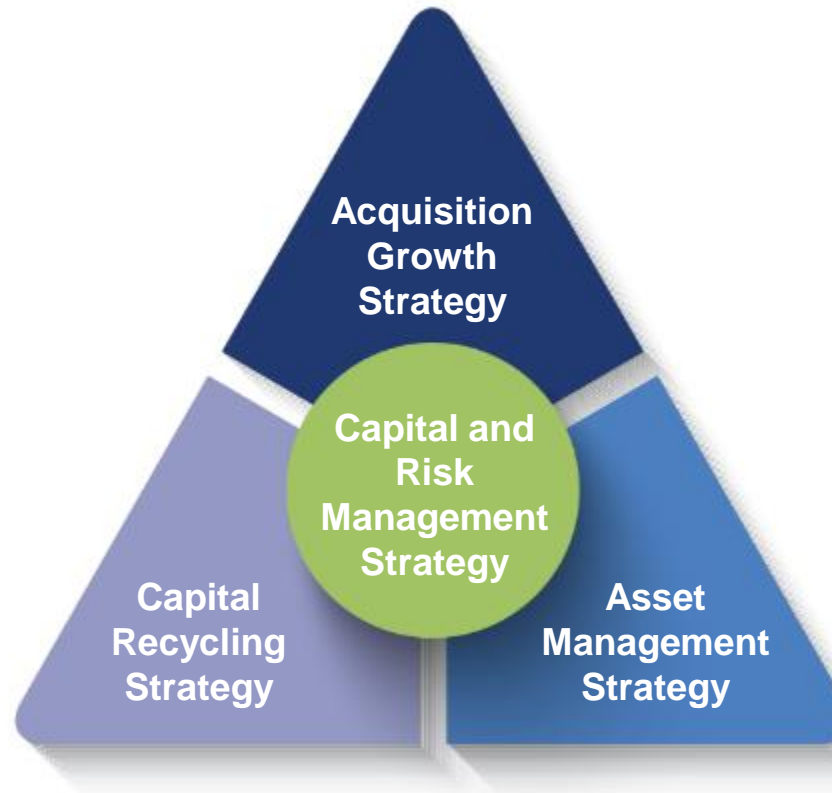 Acquisition
Growth
Strategy
Capital and
Risk
Management
Strategy
Capital
Recycling
Strategy
Asset
Management
Strategy